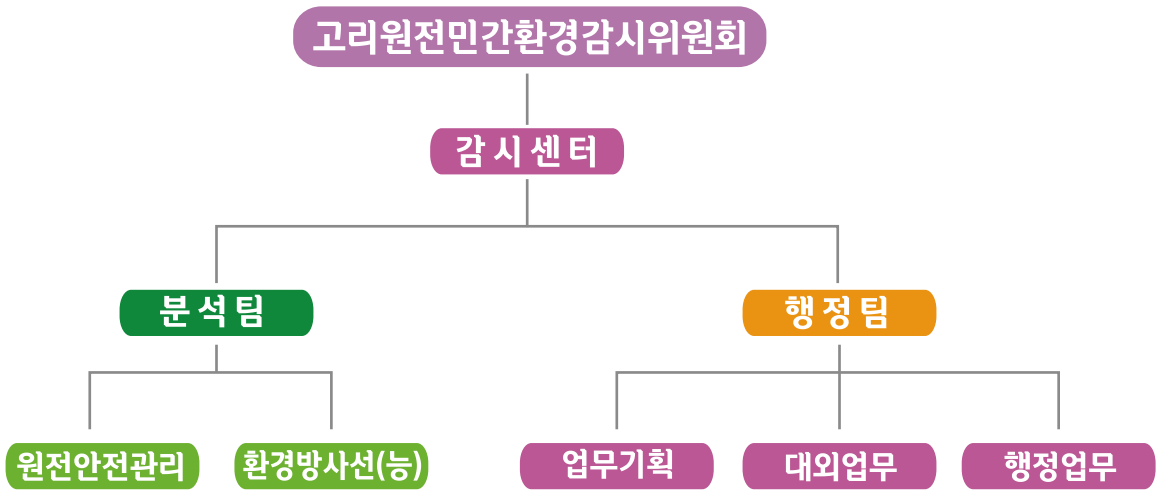 고리원전민간환경감시위원회
감시센터
분석팀
행정팀
원전안전관리
환경방사선(능)
업무기획
대외업무
행정업무